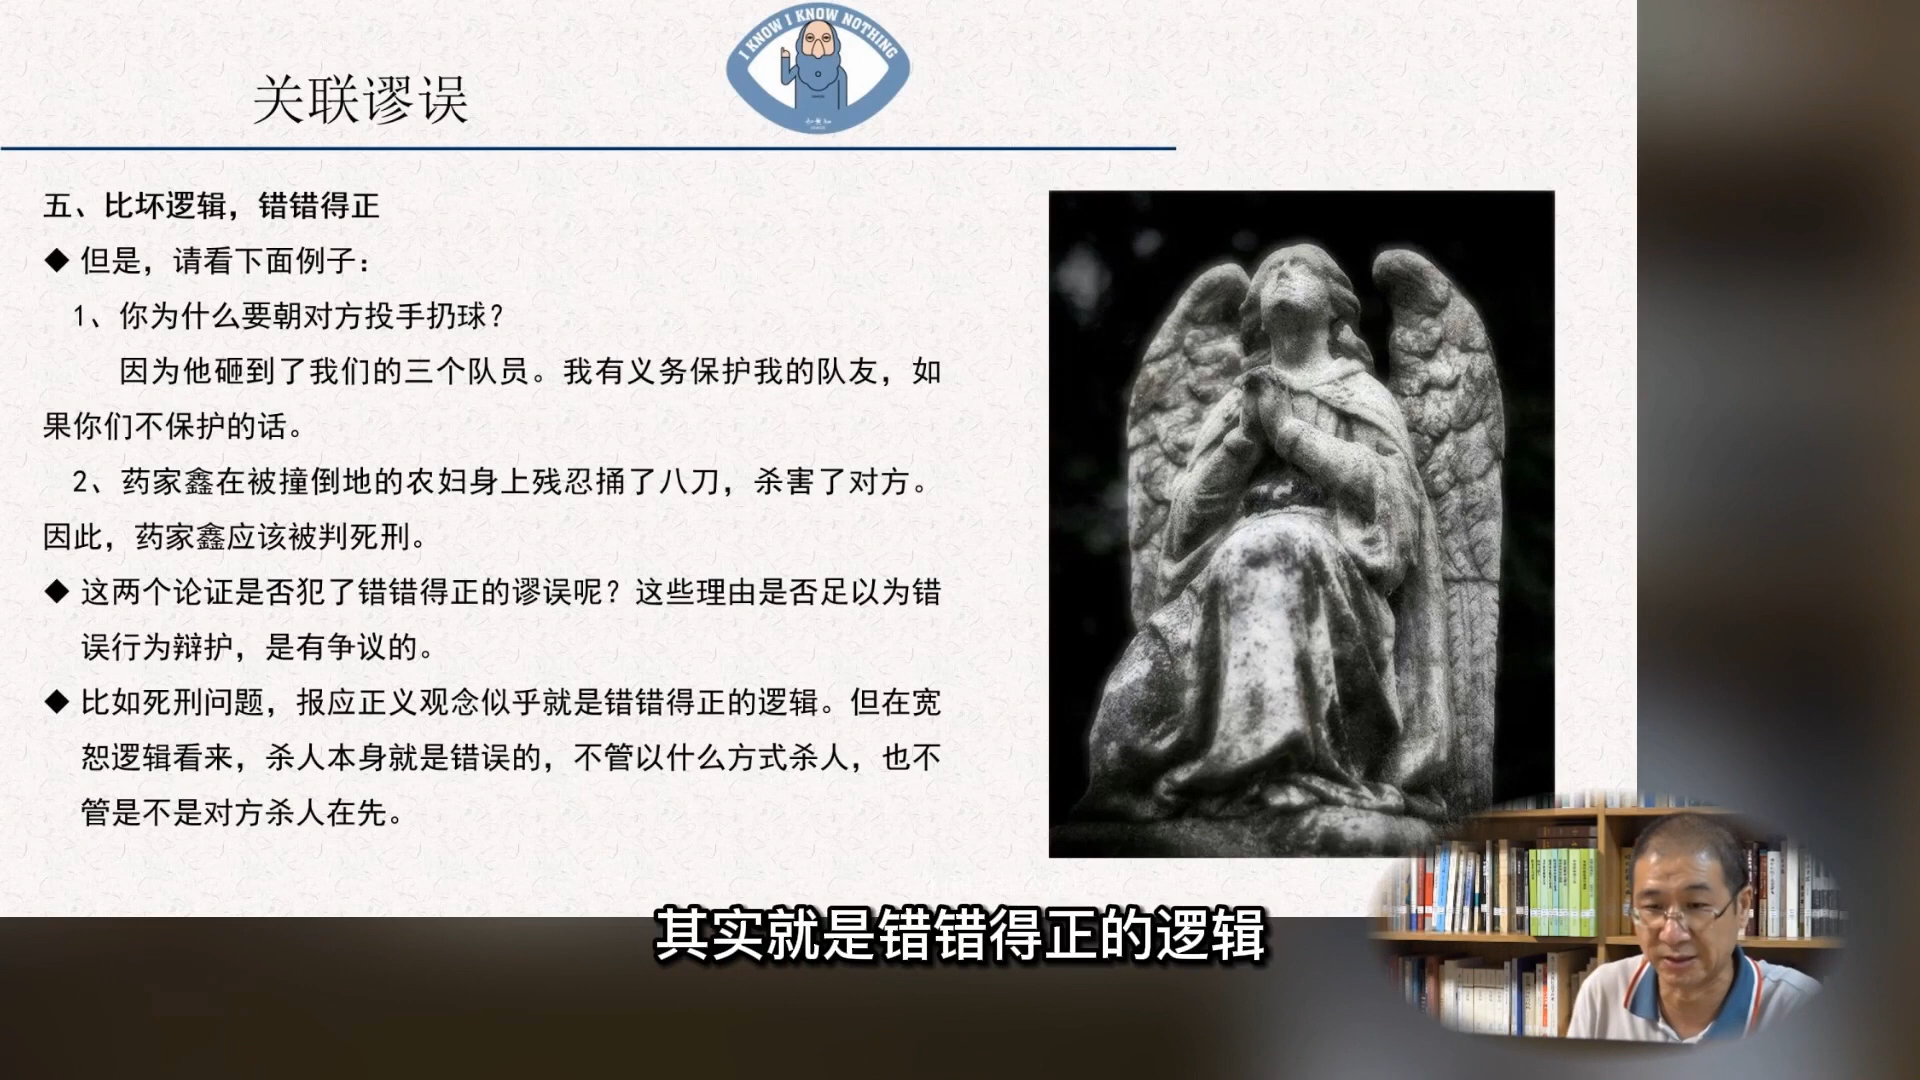 I KNOW I KNOW NOTHING
关联谬误
五、比坏逻辑，错错得正
◆ 但是，请看下面例子：
1、你为什么要朝对方投手扔球？
因为他砸到了我们的三个队员。我有义务保护我的队友，如
果你们不保护的话。
2、药家鑫在被撞倒地的农妇身上残忍捅了八刀，杀害了对方。
因此，药家鑫应该被判死刑。
◆ 这两个论证是否犯了错错得正的谬误呢？这些理由是否足以为错
误行为辩护，是有争议的。
◆ 比如死刑问题，报应正义观念似乎就是错错得正的逻辑。但在宽
恕逻辑看来，杀人本身就是错误的，不管以什么方式杀人，也不
管是不是对方杀人在先。
其实就是错错得正的逻辑